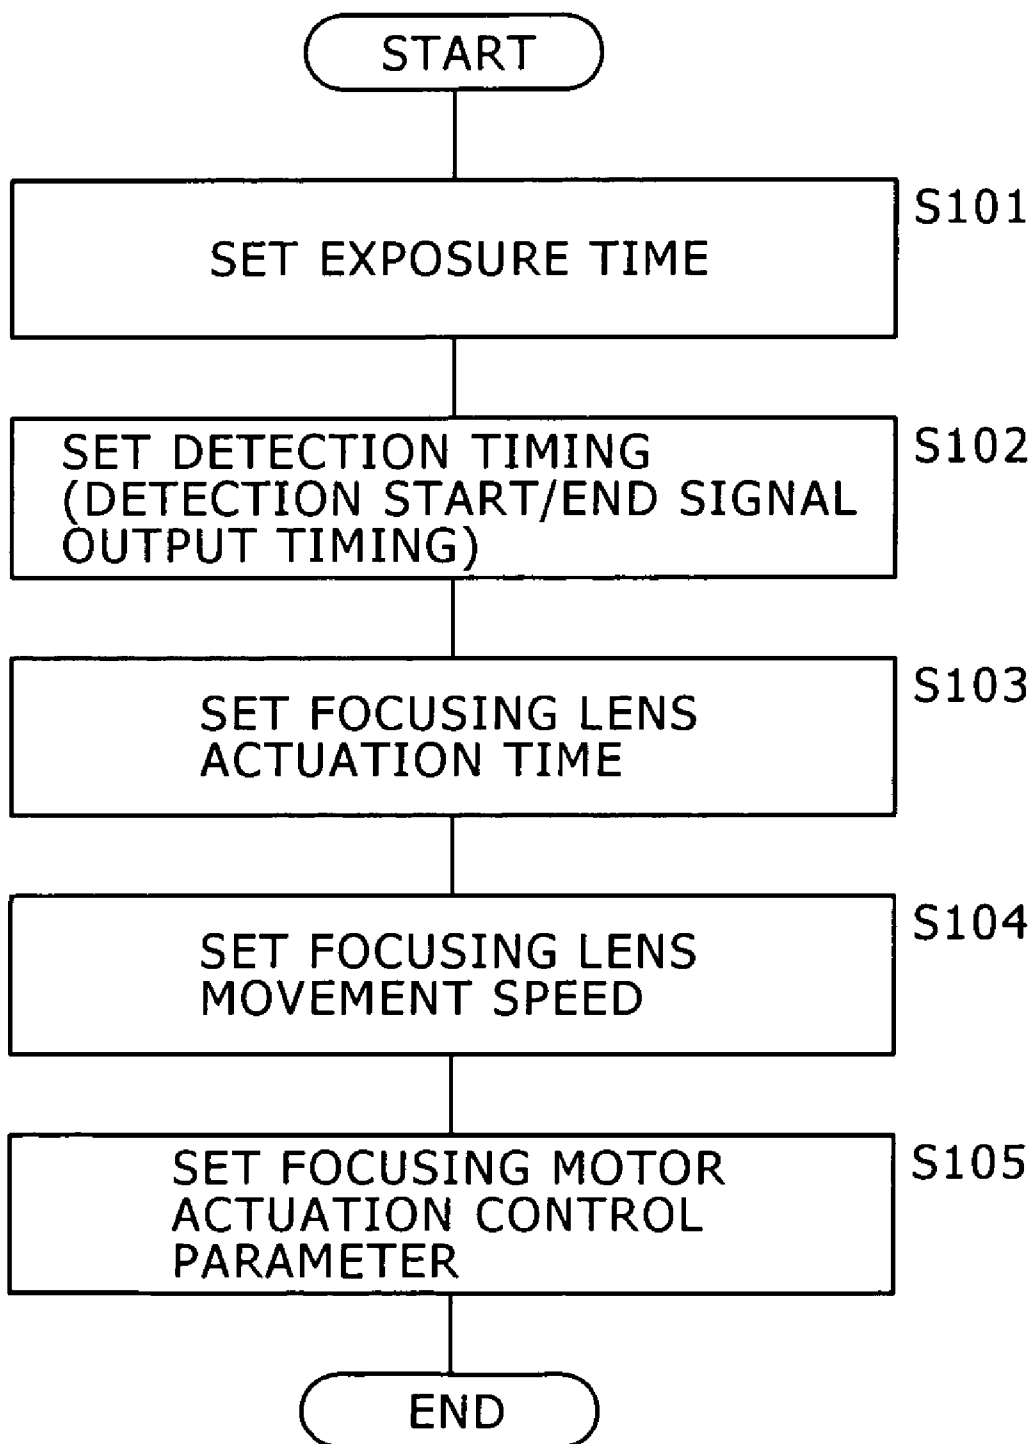 START
S101
SET EXPOSURE TIME
S102
SET DETECTION TIMING
(DETECTION START/END SIGNAL
OUTPUT TIMING)
S103
SET FOCUSING LENS
ACTUATION TIME
S104
SET FOCUSING LENS
MOVEMENT SPEED
S105
SET FOCUSING MOTOR
ACTUATION CONTROL
PARAMETER
END